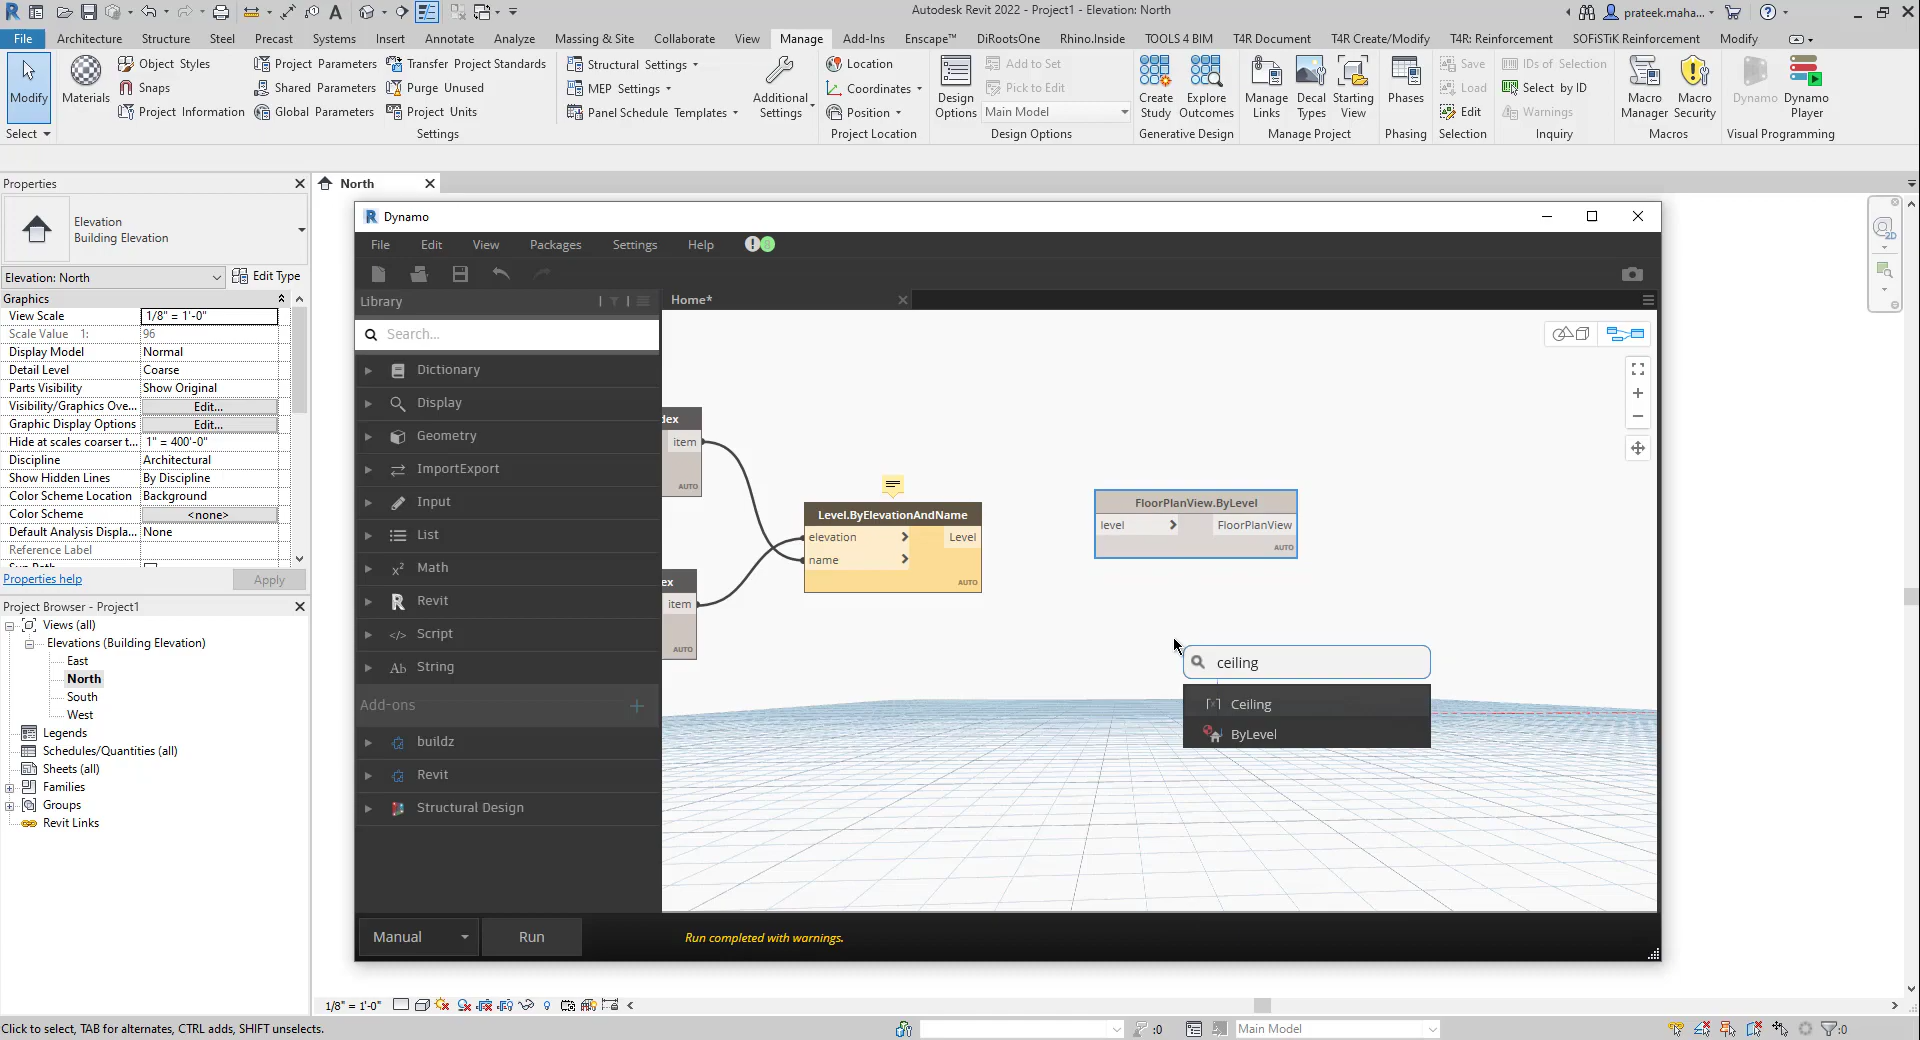 Autodesk Revit 2022 - Project1 - Elevation: North
prateek.maha...
File Architecture Structure Steel Precast Systems Insert Annotate Analyze Massing & Site Collaborate View Manage Add-Ins Enscape™ DiRootsOne Rhino.Inside TOOLS 4 BIM T4R Document T4R Create/Modify T4R: Reinforcement SOFiSTiK Reinforcement Modify
Modify
Select
Materials
Object Styles
Snaps
Project Information
Project Parameters
Shared Parameters
Global Parameters
Transfer Project Standards
Purge Unused
Project Units
Settings
Structural Settings
MEP Settings
Panel Schedule Templates
Additional
Settings
Location
Coordinates
Position
Project Location
Design
Options
Add to Set
Pick to Edit
Main Model
Design Options
Create
Study
Explore
Outcomes
Generative Design
Manage
Links
Decal
Types
Starting
View
Manage Project
Phases
Phasing
Save
Load
Edit
Selection
IDs of Selection
Select by ID
Warnings
Inquiry
Macro
Manager
Macro
Security
Macros
Dynamo
Dynamo
Player
Visual Programming
Properties
Elevation
Building Elevation
Elevation: North
Edit Type
Graphics
View Scale 1/8" = 1'-0"
Scale Value 1: 96
Display Model Normal
Detail Level Coarse
Parts Visibility Show Original
Visibility/Graphics Ove... Edit...
Graphic Display Options Edit...
Hide at scales coarser t... 1" = 400'-0"
Discipline Architectural
Show Hidden Lines By Discipline
Color Scheme Location Background
Color Scheme <none>
Default Analysis Displa... None
Reference Label
Properties help
Apply
Project Browser - Project1
Views (all)
Elevations (Building Elevation)
East
North
South
West
Legends
Schedules/Quantities (all)
Sheets (all)
Families
Groups
Revit Links
North
Dynamo
File Edit View Packages Settings Help
Library
Search...
Dictionary
Display
Geometry
ImportExport
Input
List
Math
Revit
Script
String
Add-ons
buildz
Revit
Structural Design
Home*
dex
item
AUTO
ex
item
AUTO
Level.ByElevationAndName
elevation > Level
name >
AUTO
FloorPlanView.ByLevel
level > FloorPlanView
AUTO
ceiling
Ceiling
ByLevel
Manual
Run
Run completed with warnings.
1/8" = 1'-0"
Click to select, TAB for alternates, CTRL adds, SHIFT unselects.
:0
Main Model
:0